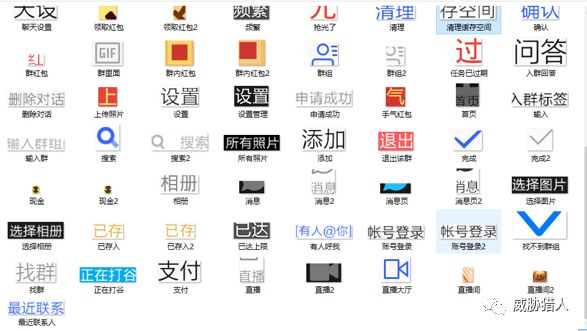 天设 频繁 抢 清理 存空间 确认
聊天设置 领取红包 领取红包2 频繁 抢光了 清理 清理缓存空间 确认
红 GIF 过 问答
群红包 群里面 群内红包 群内红包2 群组 群组2 任务已过期 入群回答
删除对话 上 设置 设置 申请成功 气 首页 入群标签
删除对话 上传照片 设置 设置管理 申请成功 手气红包 首页 输入
输入群组 搜索 所有照片 添加 退出
输入群 搜索 搜索2 所有照片 添加 退出该群 完成 完成2
相册 消息 消息 选择图片
现金 现金2 相册 消息 消息2 消息页 消息页2 选择图片
选择相册 已存 已存 已达 [有人@你] 帐号登录 帐号登录
选择相册 已存入 已存入2 已达上限 有人呼我 账号登录 账号登录2 找不到群组
找群 正在打谷 支付 直播
找群 正在打谷 支付 直播 直播2 直播大厅 直播间 直播间2
最近联系
最近联系人
威胁猎人